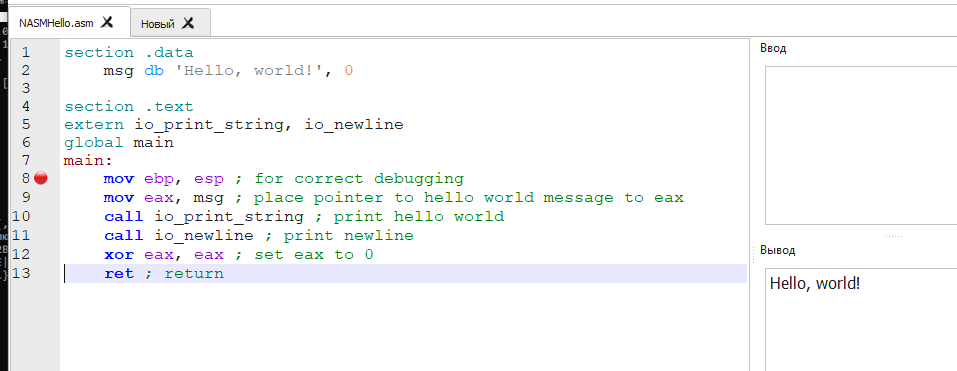 NASMHello.asm
Новый
Ввод
1 section .data
2 msg db 'Hello, world!', 0
3
4 section .text
5 extern io_print_string, io_newline
6 global main
7 main:
8 mov ebp, esp ; for correct debugging
9 mov eax, msg ; place pointer to hello world message to eax
10 call io_print_string ; print hello world
11 call io_newline ; print newline
12 xor eax, eax ; set eax to 0
13 ret ; return
Вывод
Hello, world!